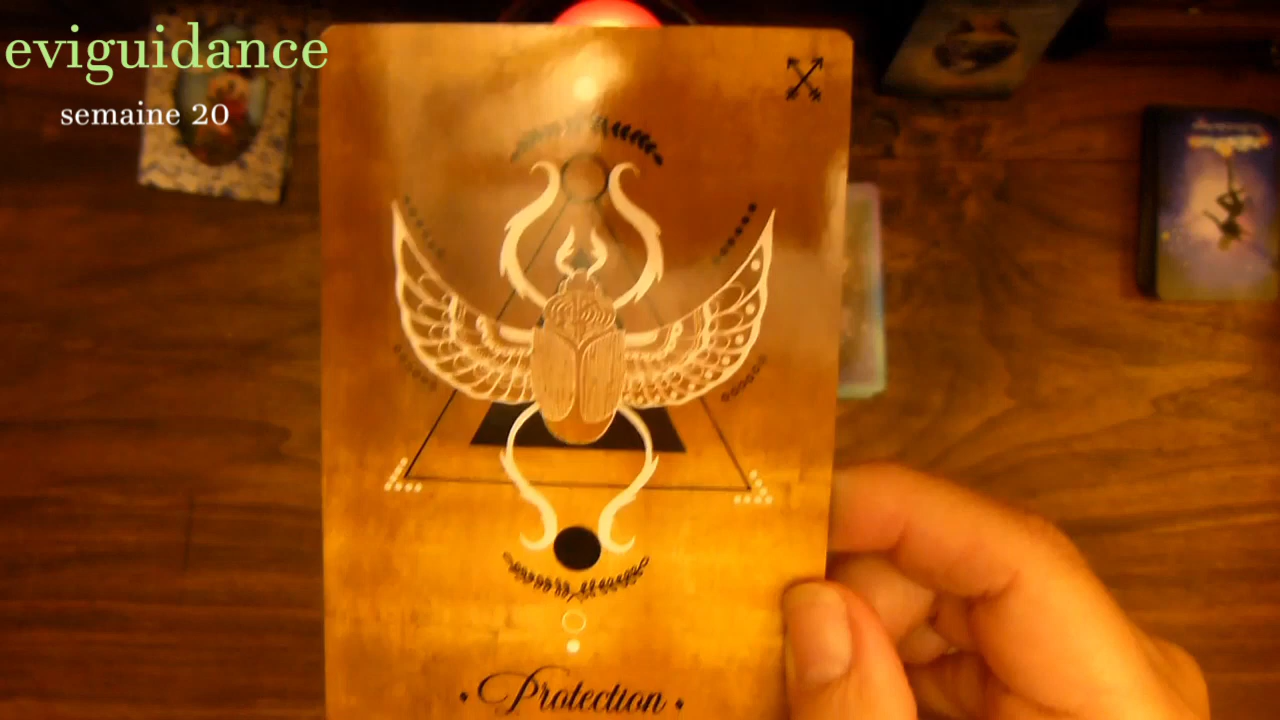 eviguidance
semaine 20
• Protection •